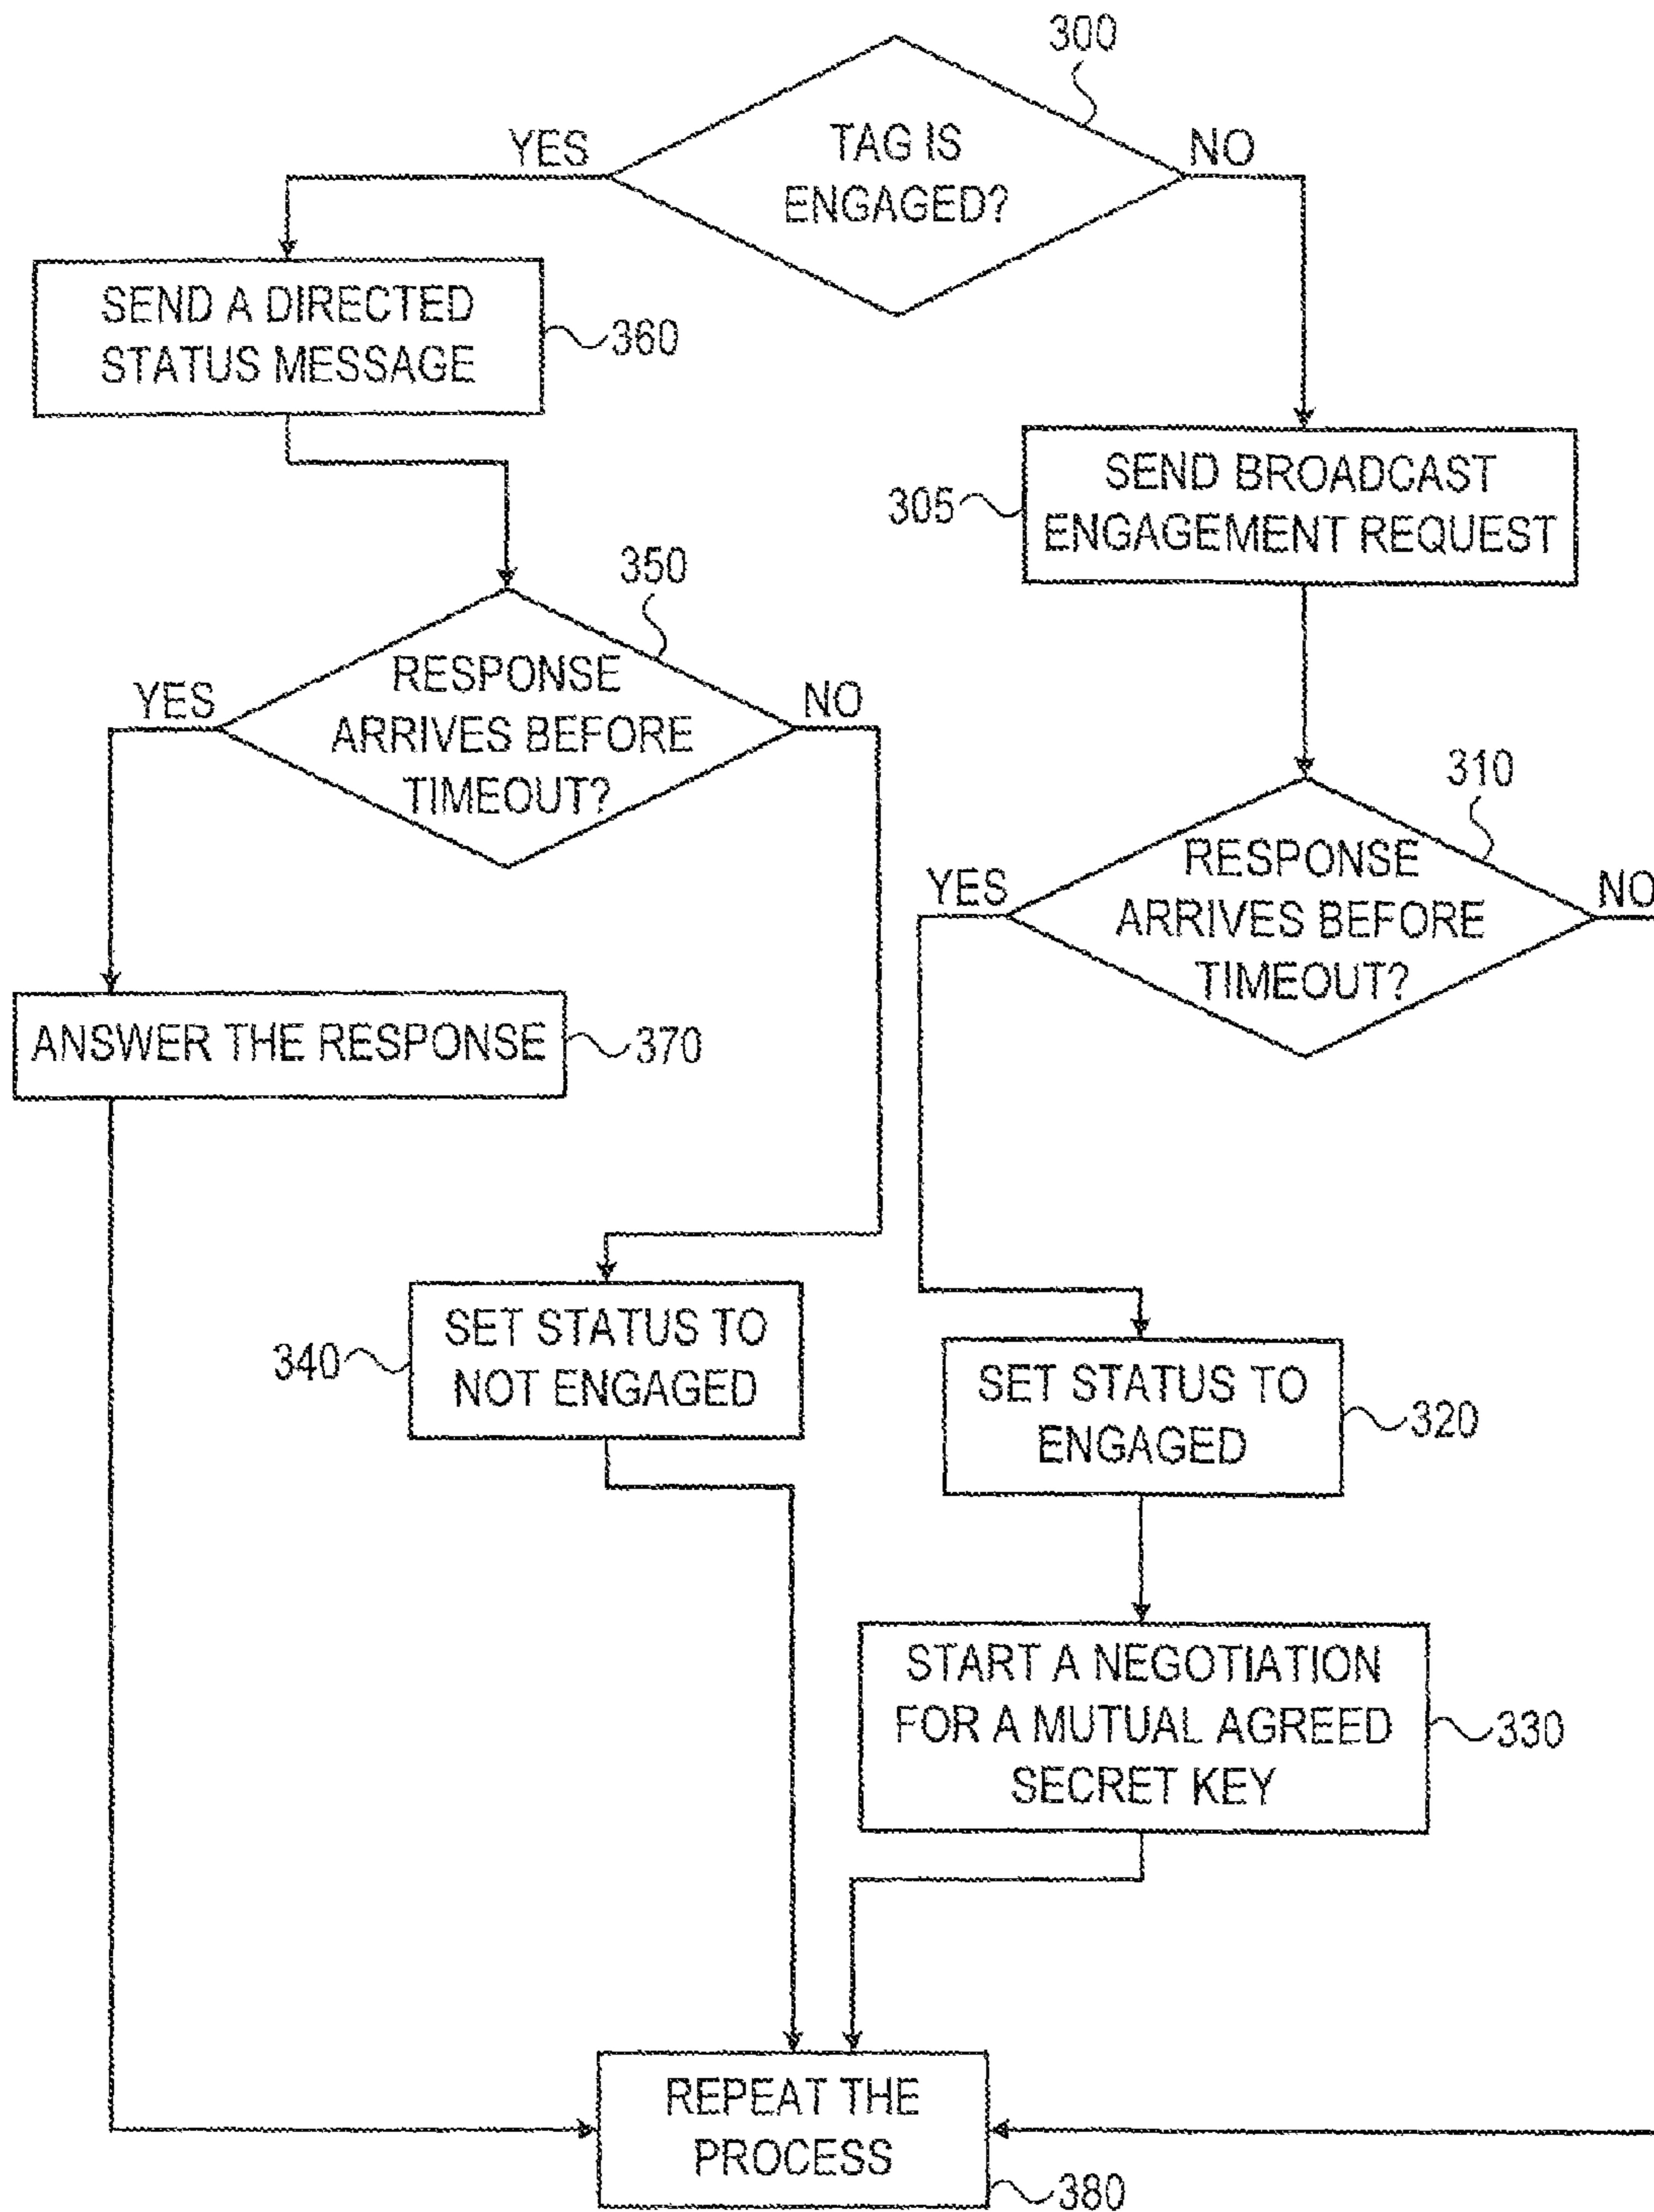 300
TAG IS
ENGAGED?
YES
NO
SEND A DIRECTED
STATUS MESSAGE
360
SEND BROADCAST
ENGAGEMENT REQUEST
305
350
RESPONSE
ARRIVES BEFORE
TIMEOUT?
YES
NO
310
RESPONSE
ARRIVES BEFORE
TIMEOUT?
YES
NO
ANSWER THE RESPONSE
370
SET STATUS TO
NOT ENGAGED
340
SET STATUS TO
ENGAGED
320
START A NEGOTIATION
FOR A MUTUAL AGREED
SECRET KEY
330
REPEAT THE
PROCESS
380